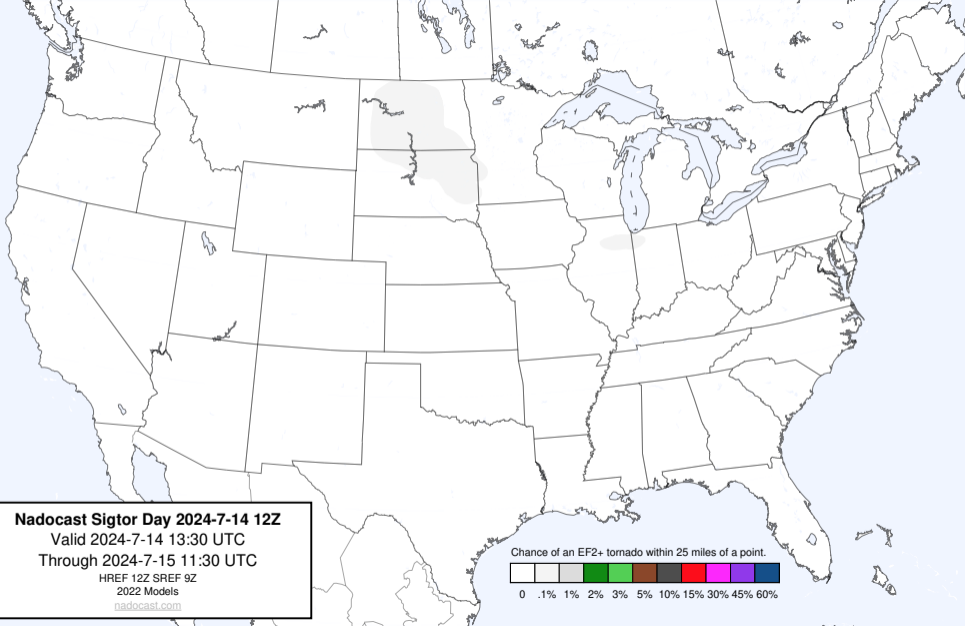 Nadocast Sigtor Day 2024-7-14 12Z
Valid 2024-7-14 13:30 UTC
Through 2024-7-15 11:30 UTC
HREF 12Z SREF 9Z
2022 Models
nadocast.com
Chance of an EF2+ tornado within 25 miles of a point.
0 .1% 1% 2% 3% 5% 10% 15% 30% 45% 60%